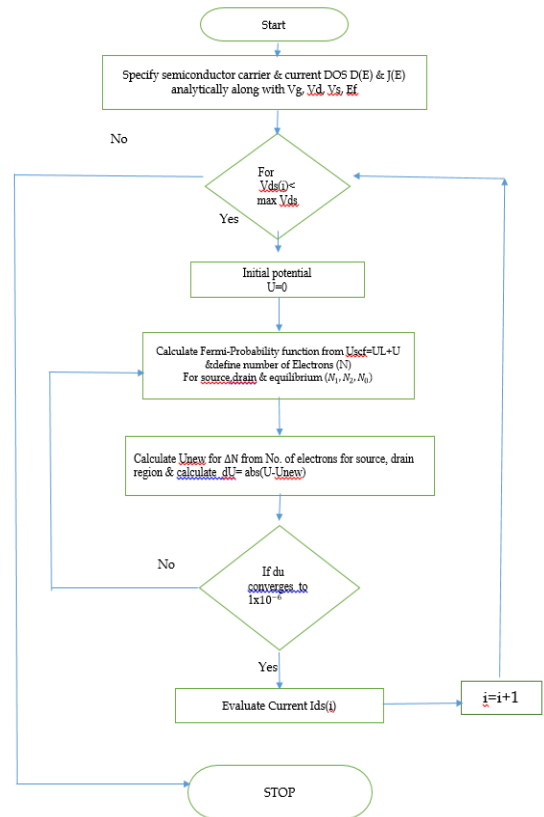 Start
Specify semiconductor carrier & current DOS D(E) & J(E)
analytically along with Vg, Vd, Vs, Ef
No
For
Vds(i)<
max Vds
Yes
Initial potential
U=0
Calculate Fermi-Probability function from Uscf=UL+U
&define number of Electrons (N)
For source,drain & equilibrium (N₁, N₂, N₀)
Calculate Unew for ΔN from No. of electrons for source, drain
region & calculate dU= abs(U-Unew)
No
If du
converges to
1x10⁻⁶
Yes
Evaluate Current Ids(i)
i=i+1
STOP